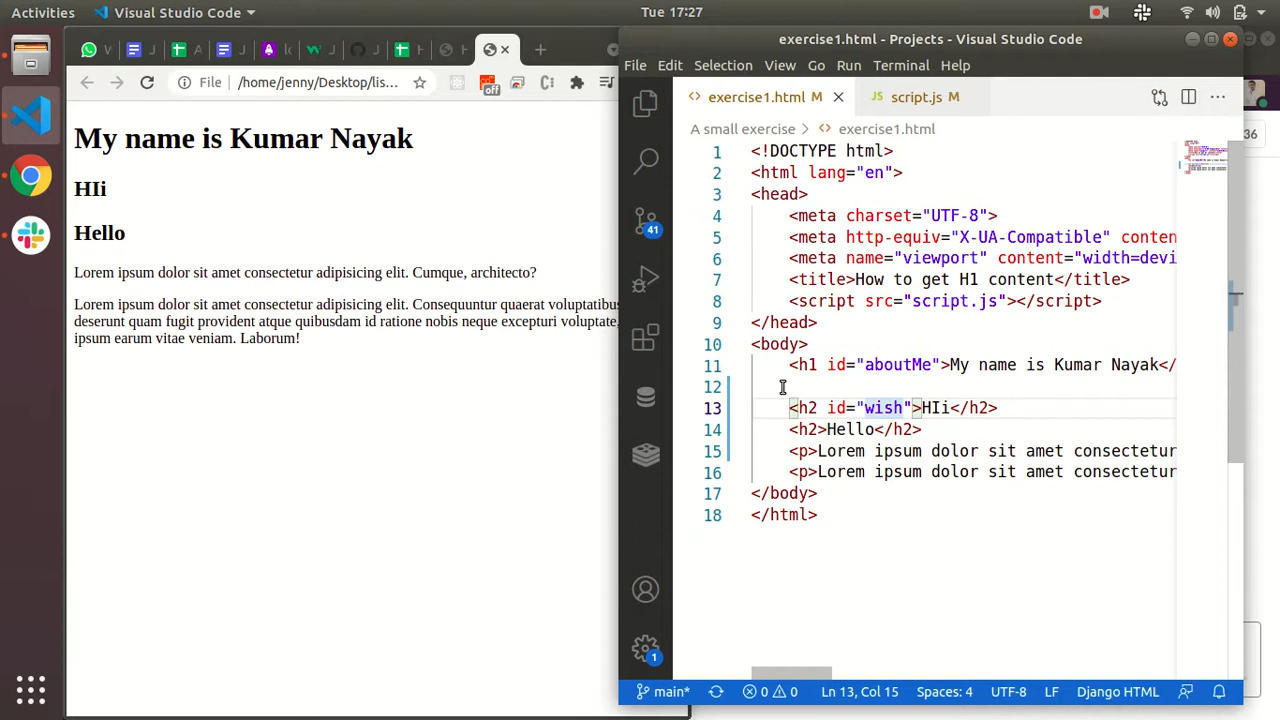 Activities
Visual Studio Code
Tue 17:27
File
/home/jenny/Desktop/lis...
off
My name is Kumar Nayak
HIi
Hello
Lorem ipsum dolor sit amet consectetur adipisicing elit. Cumque, architecto?
Lorem ipsum dolor sit amet consectetur adipisicing elit. Consequuntur quaerat voluptatibus
deserunt quam fugit provident atque quibusdam id ratione nobis neque excepturi voluptate,
ipsum earum vitae veniam. Laborum!
exercise1.html - Projects - Visual Studio Code
File Edit Selection View Go Run Terminal Help
exercise1.html M
JS script.js M
A small exercise > exercise1.html
1 <!DOCTYPE html>
2 <html lang="en">
3 <head>
4 <meta charset="UTF-8">
5 <meta http-equiv="X-UA-Compatible" conten
6 <meta name="viewport" content="width=devi
7 <title>How to get H1 content</title>
8 <script src="script.js"></script>
9 </head>
10 <body>
11 <h1 id="aboutMe">My name is Kumar Nayak</
12
13 <h2 id="wish">HIi</h2>
14 <h2>Hello</h2>
15 <p>Lorem ipsum dolor sit amet consectetur
16 <p>Lorem ipsum dolor sit amet consectetur
17 </body>
18 </html>
41
1
36
main*
0 0
Ln 13, Col 15
Spaces: 4
UTF-8
LF
Django HTML